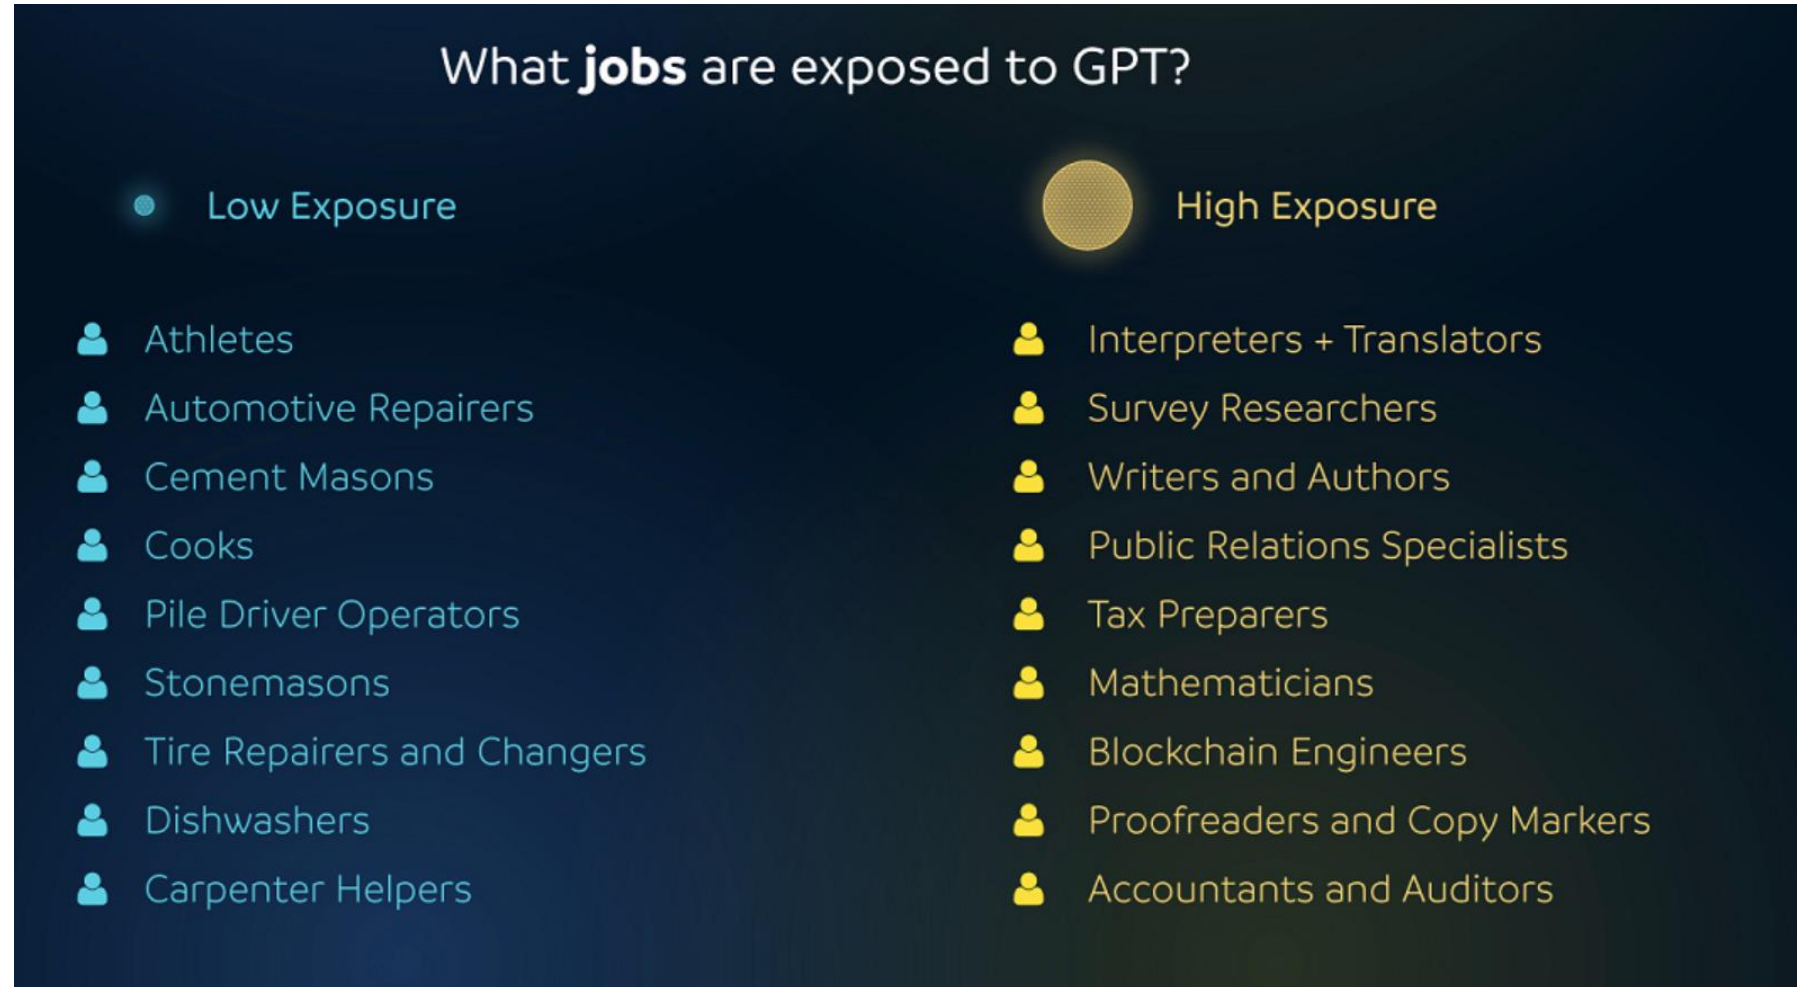 What jobs are exposed to GPT?
Low Exposure
Athletes
Automotive Repairers
Cement Masons
Cooks
Pile Driver Operators
Stonemasons
Tire Repairers and Changers
Dishwashers
Carpenter Helpers
High Exposure
Interpreters + Translators
Survey Researchers
Writers and Authors
Public Relations Specialists
Tax Preparers
Mathematicians
Blockchain Engineers
Proofreaders and Copy Markers
Accountants and Auditors